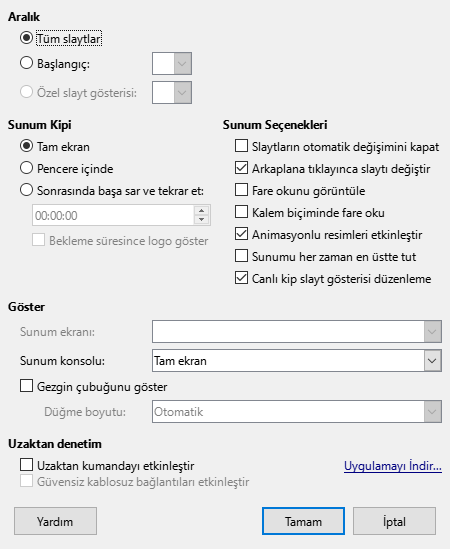 Aralık
Tüm slaytlar
Başlangıç:
Özel slayt gösterisi:
Sunum Kipi
Tam ekran
Pencere içinde
Sonrasında başa sar ve tekrar et:
00:00:00
Bekleme süresince logo göster
Sunum Seçenekleri
Slaytların otomatik değişimini kapat
Arkaplana tıklayınca slaytı değiştir
Fare okunu görüntüle
Kalem biçiminde fare oku
Animasyonlu resimleri etkinleştir
Sunumu her zaman en üstte tut
Canlı kip slayt gösterisi düzenleme
Göster
Sunum ekranı:
Sunum konsolu: Tam ekran
Gezgin çubuğunu göster
Düğme boyutu: Otomatik
Uzaktan denetim
Uzaktan kumandayı etkinleştir Uygulamayı İndir...
Güvensiz kablosuz bağlantıları etkinleştir
Yardım Tamam İptal